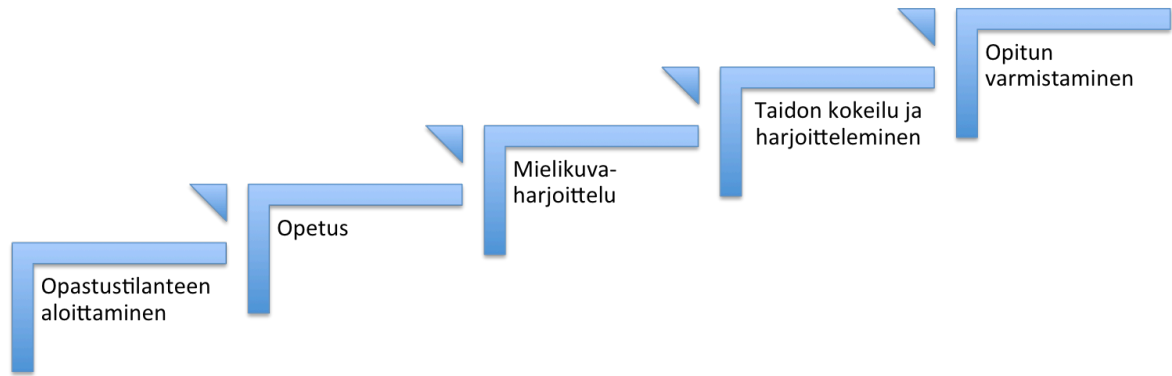 Opastustilanteen
aloittaminen
Opetus
Mielikuva-
harjoittelu
Taidon kokeilu ja
harjoitteleminen
Opitun
varmistaminen